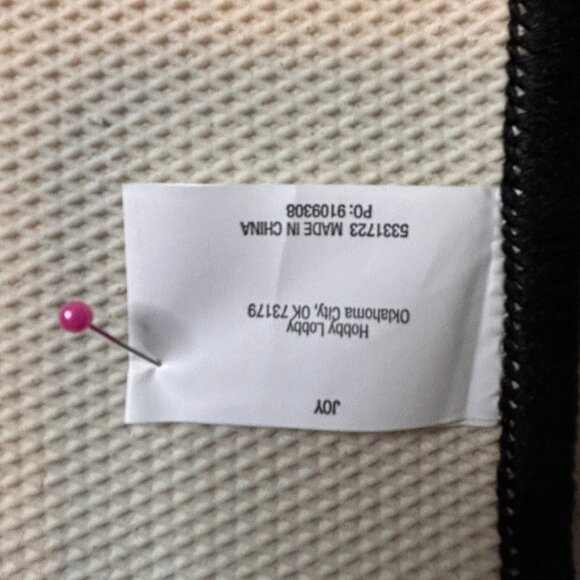 JOY
Hobby Lobby
Oklahoma City, OK 73179
5331723 MADE IN CHINA
PO: 9109308